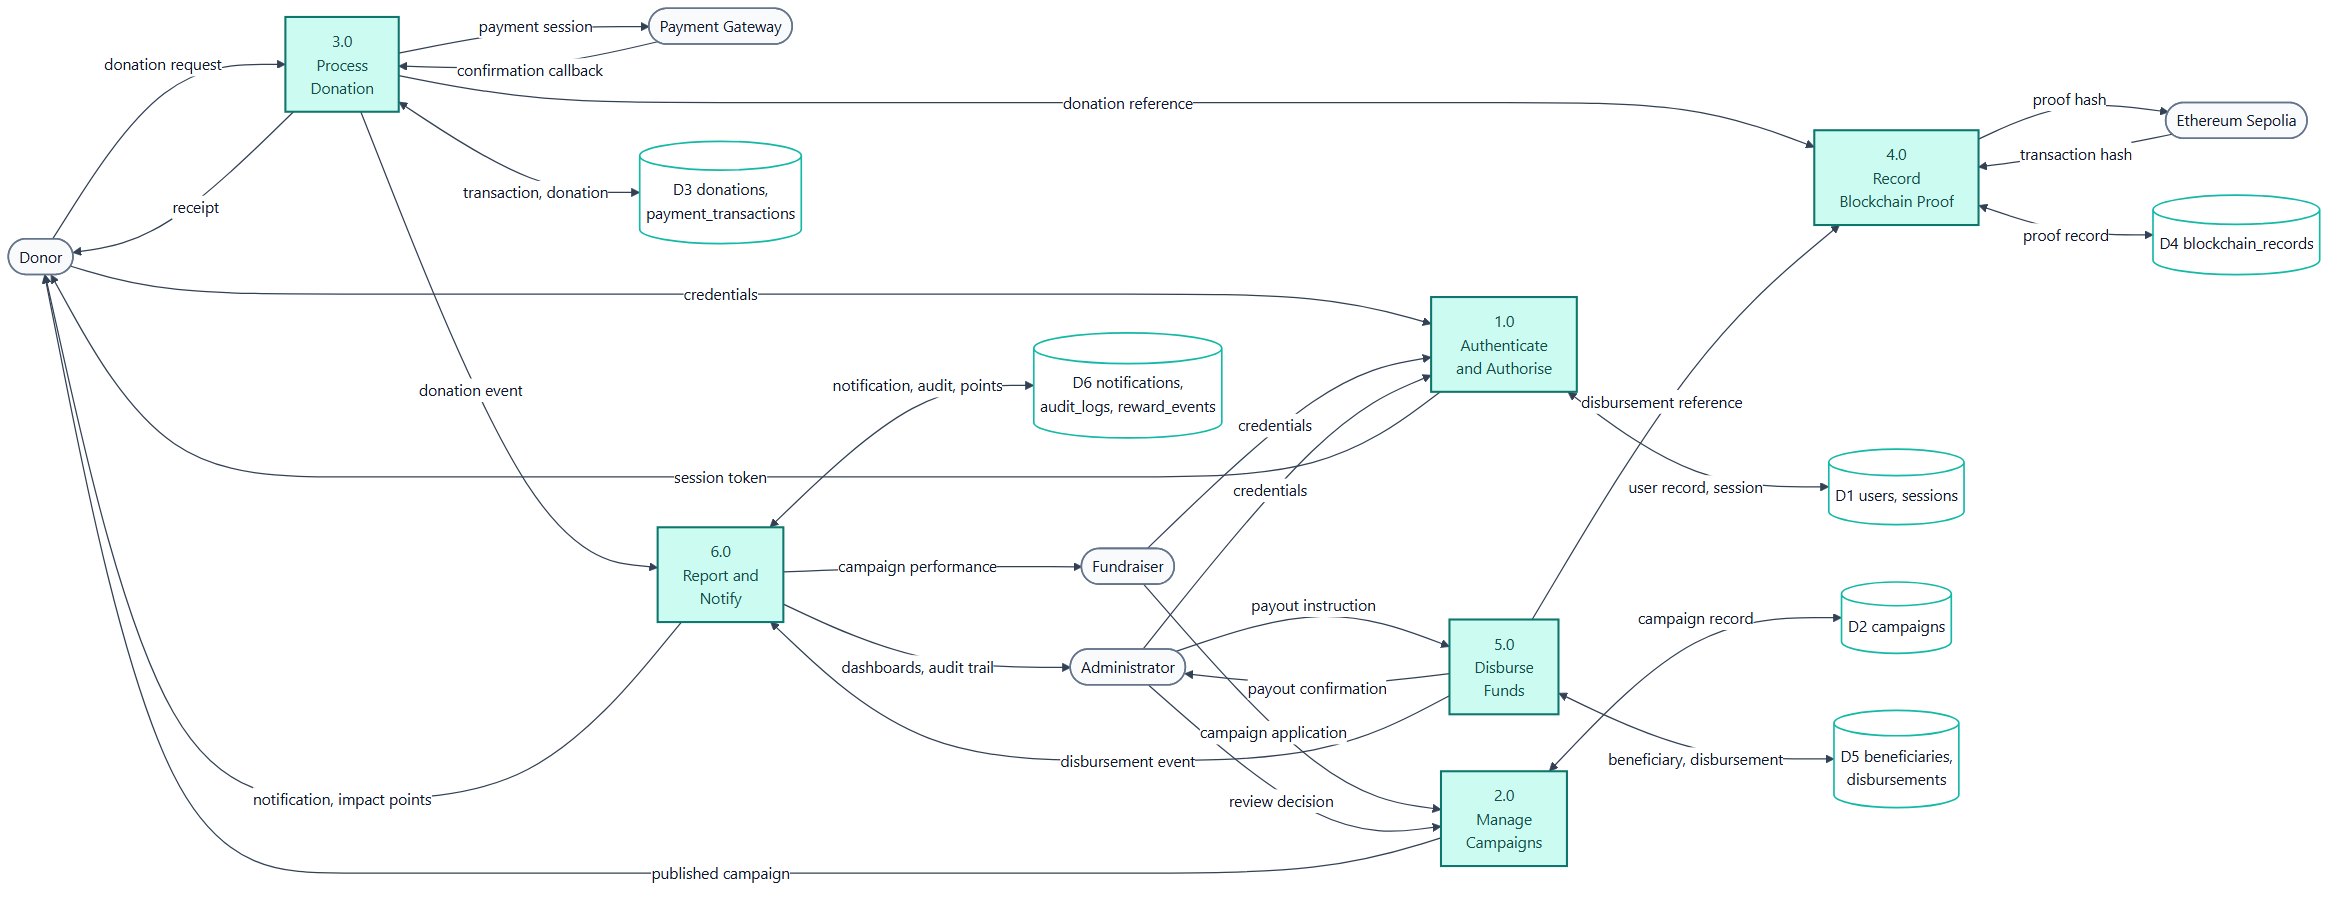 3.0
Process
Donation
payment session
Payment Gateway
donation request
confirmation callback
donation reference
proof hash
Ethereum Sepolia
4.0
Record
Blockchain Proof
transaction hash
transaction, donation
D3 donations,
payment_transactions
receipt
proof record
D4 blockchain_records
Donor
credentials
1.0
Authenticate
and Authorise
notification, audit, points
D6 notifications,
audit_logs, reward_events
donation event
disbursement reference
credentials
session token
credentials
user record, session
D1 users, sessions
6.0
Report and
Notify
campaign performance
Fundraiser
payout instruction
5.0
Disburse
Funds
campaign record
D2 campaigns
dashboards, audit trail
Administrator
payout confirmation
campaign application
disbursement event
beneficiary, disbursement
D5 beneficiaries,
disbursements
notification, impact points
review decision
2.0
Manage
Campaigns
published campaign